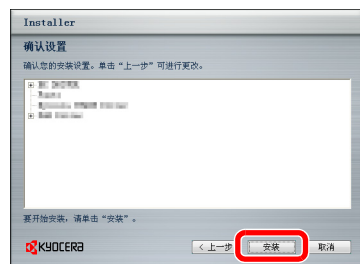 Installer
确认设置
确认您的安装设置。单击“上一步”可进行更改。
要开始安装，请单击“安装”。
KYOCERA
< 上一步
安装
取消